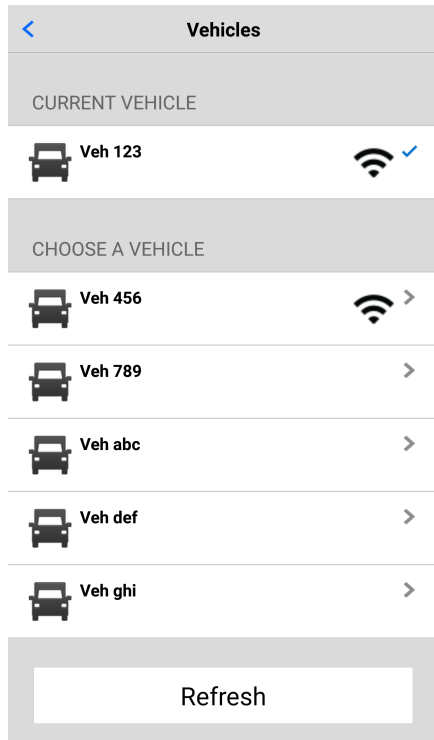 Vehicles
CURRENT VEHICLE
Veh 123
CHOOSE A VEHICLE
Veh 456
Veh 789
Veh abc
Veh def
Veh ghi
Refresh